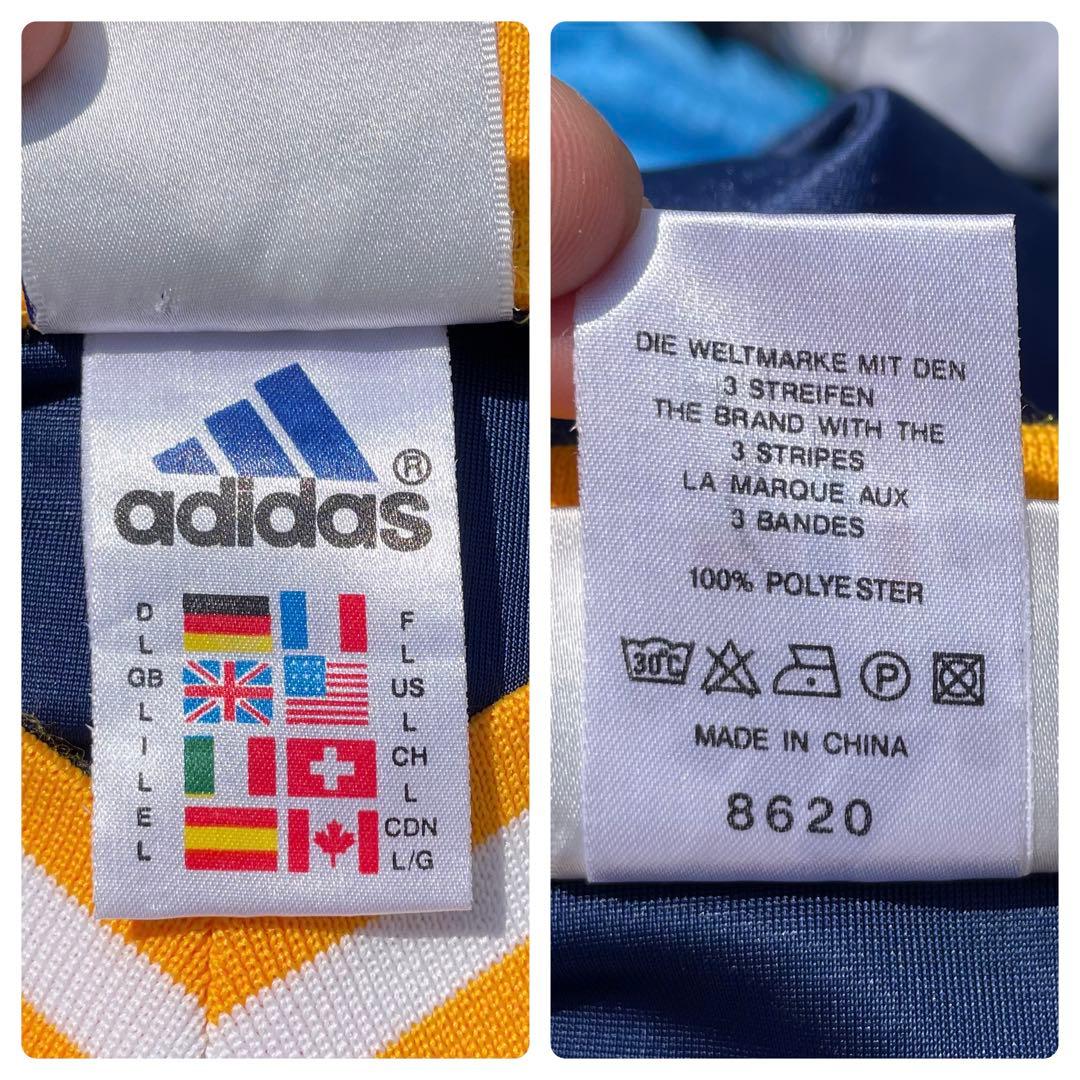 ®
adidas
D
L
GB
L
I
L
E
L
F
L
US
L
CH
L
CDN
L/G
DIE WELTMARKE MIT DEN
3 STREIFEN
THE BRAND WITH THE
3 STRIPES
LA MARQUE AUX
3 BANDES
100% POLYESTER
30°C
P
MADE IN CHINA
8620